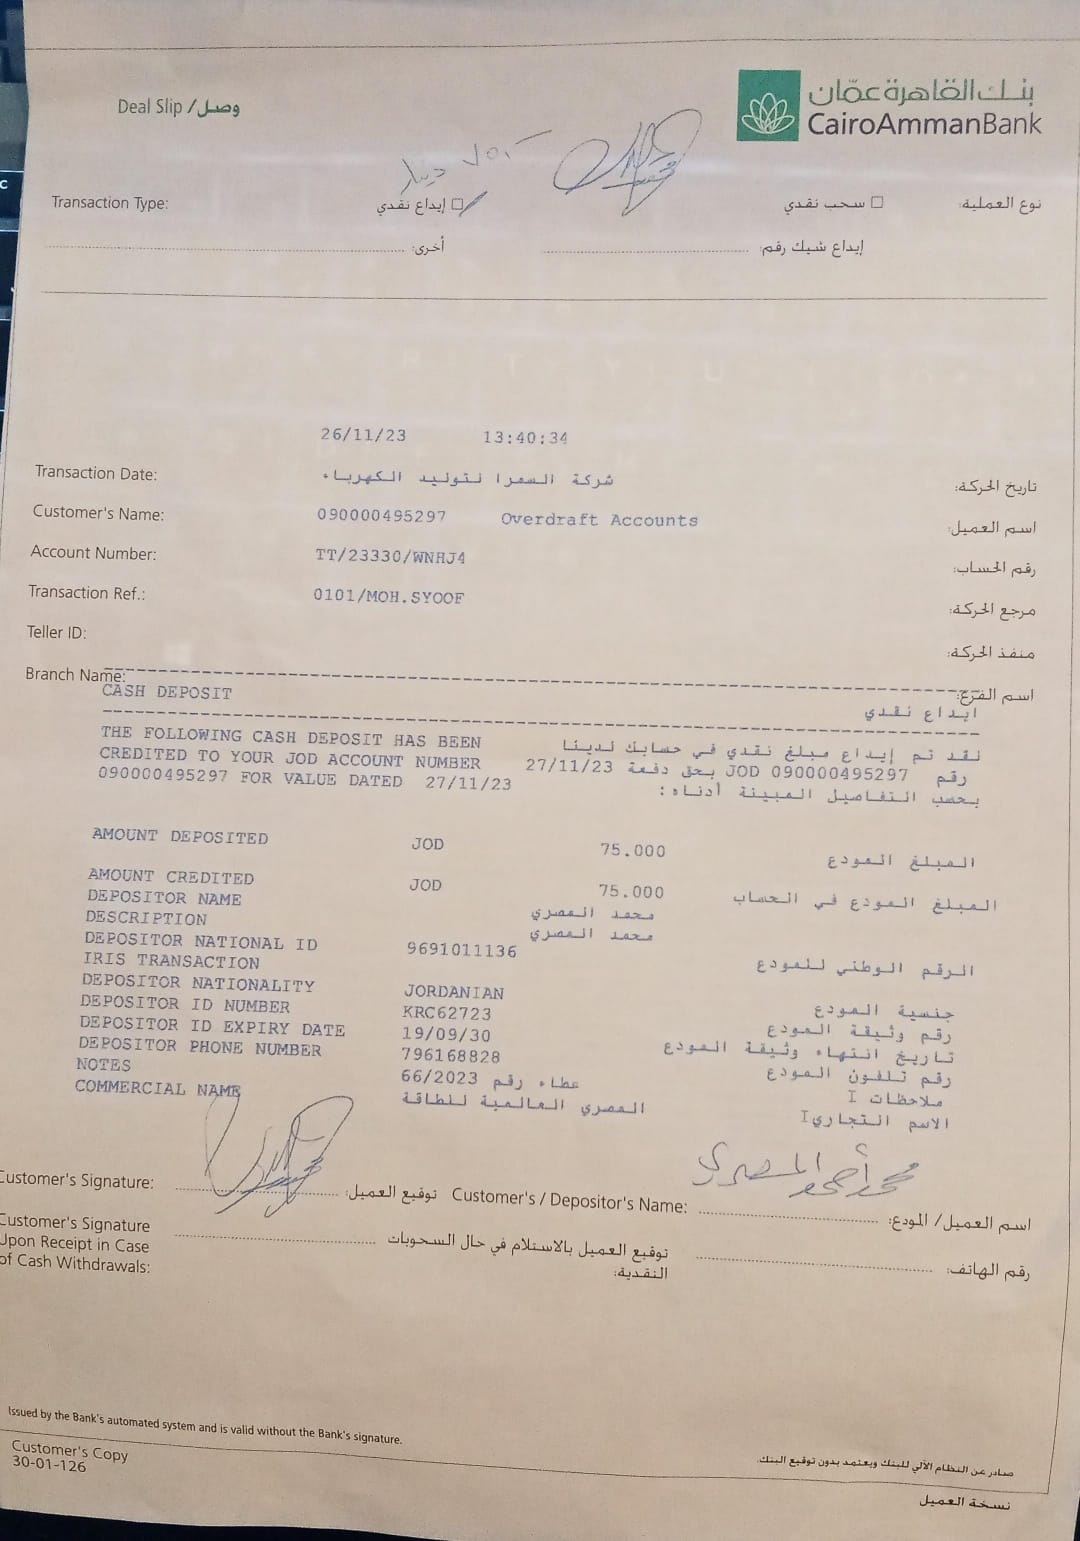 بنك القاهرة عمّان
CairoAmmanBank
Deal Slip / وصل
٧٥٫٠٠ دينار
Transaction Type: إيداع نقدي سحب نقدي نوع العملية:
أخرى: إيداع شيك رقم:
26/11/23 13:40:34
Transaction Date: شركة السمرا لتوليد الكهرباء تاريخ الحركة:
Customer's Name: 090000495297 Overdraft Accounts اسم العميل:
Account Number: TT/23330/WNHJ4 رقم الحساب:
Transaction Ref.: 0101/MOH.SYOOF مرجع الحركة:
Teller ID: منفذ الحركة:
Branch Name: اسم الفرع:
CASH DEPOSIT ايداع نقدي
THE FOLLOWING CASH DEPOSIT HAS BEEN لقد تم إيداع مبلغ نقدي في حسابك لدينا
CREDITED TO YOUR JOD ACCOUNT NUMBER رقم JOD 090000495297 بحق دفعة 27/11/23
090000495297 FOR VALUE DATED 27/11/23 بحسب التفاصيل المبينة أدناه:
AMOUNT DEPOSITED JOD 75.000 المبلغ المودع
AMOUNT CREDITED JOD 75.000 المبلغ المودع في الحساب
DEPOSITOR NAME محمد المصري
DESCRIPTION محمد المصري
DEPOSITOR NATIONAL ID 9691011136 الرقم الوطني للمودع
IRIS TRANSACTION
DEPOSITOR NATIONALITY JORDANIAN جنسية المودع
DEPOSITOR ID NUMBER KRC62723 رقم وثيقة المودع
DEPOSITOR ID EXPIRY DATE 19/09/30 تاريخ انتهاء وثيقة المودع
DEPOSITOR PHONE NUMBER 796168828 رقم تلفون المودع
NOTES عطاء رقم 66/2023 ملاحظات I
COMMERCIAL NAME المصري العالمية للطاقة الاسم التجاري I
Customer's Signature: توقيع العميل: Customer's / Depositor's Name: محمد أحمد المصري اسم العميل/ المودع:
Customer's Signature
Upon Receipt in Case
of Cash Withdrawals:
توقيع العميل بالاستلام في حال السحوبات
النقدية:
رقم الهاتف:
Issued by the Bank's automated system and is valid without the Bank's signature.
صادر عن النظام الآلي للبنك ويعتمد بدون توقيع البنك.
Customer's Copy
30-01-126
نسخة العميل